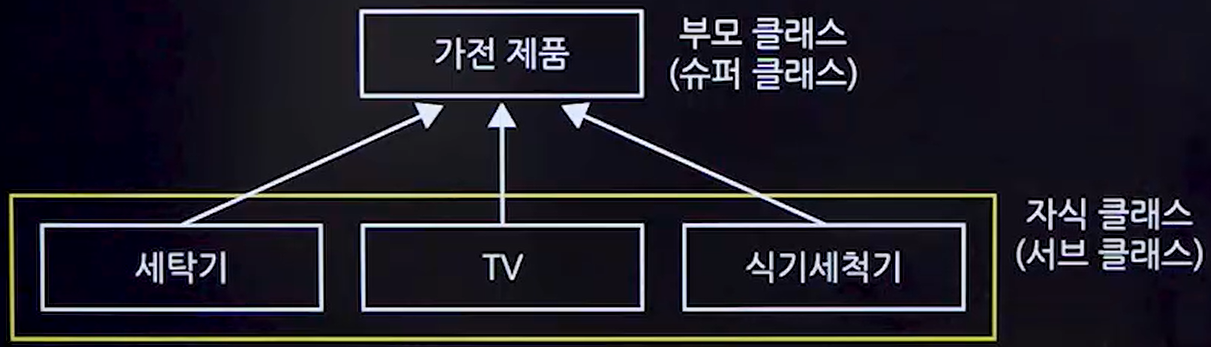 가전 제품
부모 클래스
(슈퍼 클래스)
자식 클래스
(서브 클래스)
세탁기
TV
식기세척기